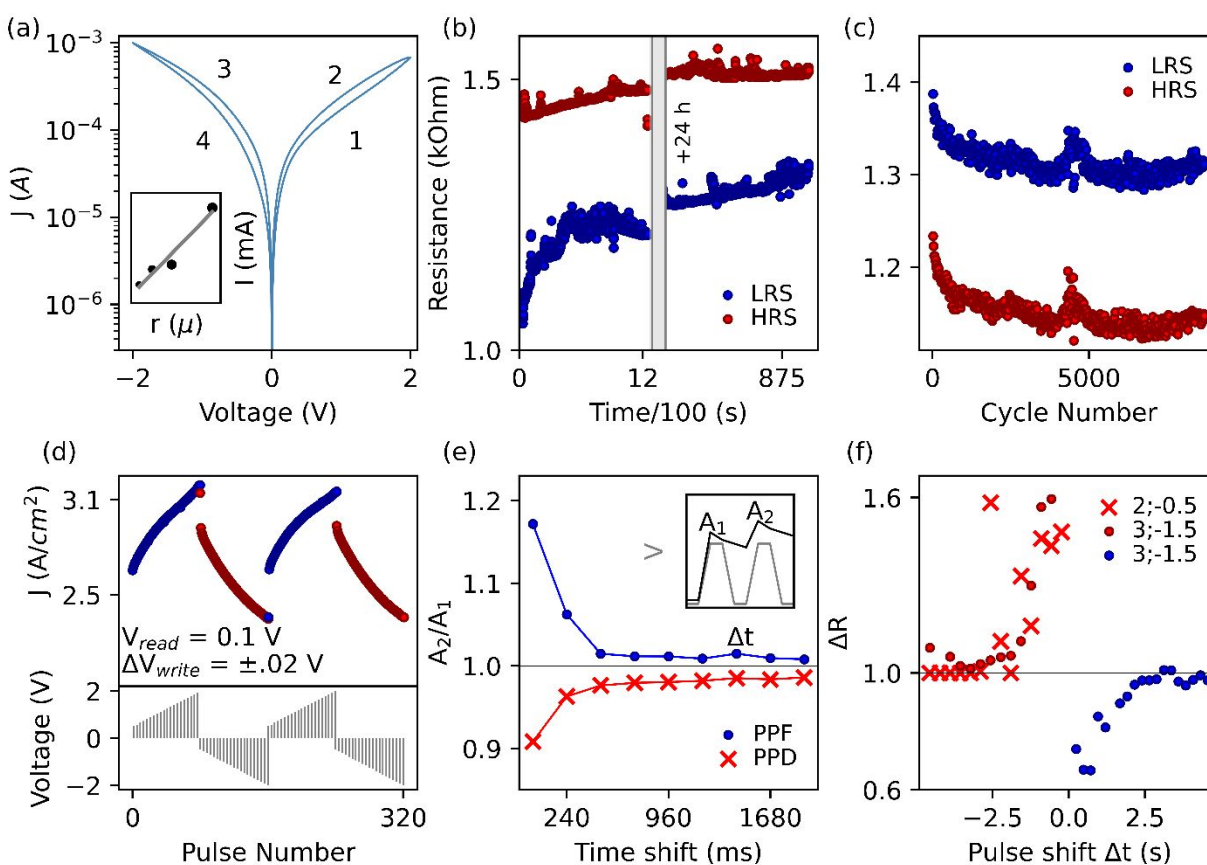 (a)
10⁻³
10⁻⁴
10⁻⁵
10⁻⁶
J (A)
3
2
4
1
I (mA)
r (μ)
−2
0
2
Voltage (V)
(b)
1.5
1.0
Resistance (kOhm)
+24 h
LRS
HRS
0
12
875
Time/100 (s)
(c)
1.4
1.3
1.2
LRS
HRS
0
5000
Cycle Number
(d)
3.1
2.5
J (A/cm²)
V_read = 0.1 V
ΔV_write = ±.02 V
2
0
−2
Voltage (V)
0
320
Pulse Number
(e)
1.2
1.1
1.0
0.9
A₂/A₁
>
A₁
A₂
Δt
PPF
PPD
240
960
1680
Time shift (ms)
(f)
1.6
1.0
0.6
ΔR
2;-0.5
3;-1.5
3;-1.5
−2.5
0.0
2.5
Pulse shift Δt (s)